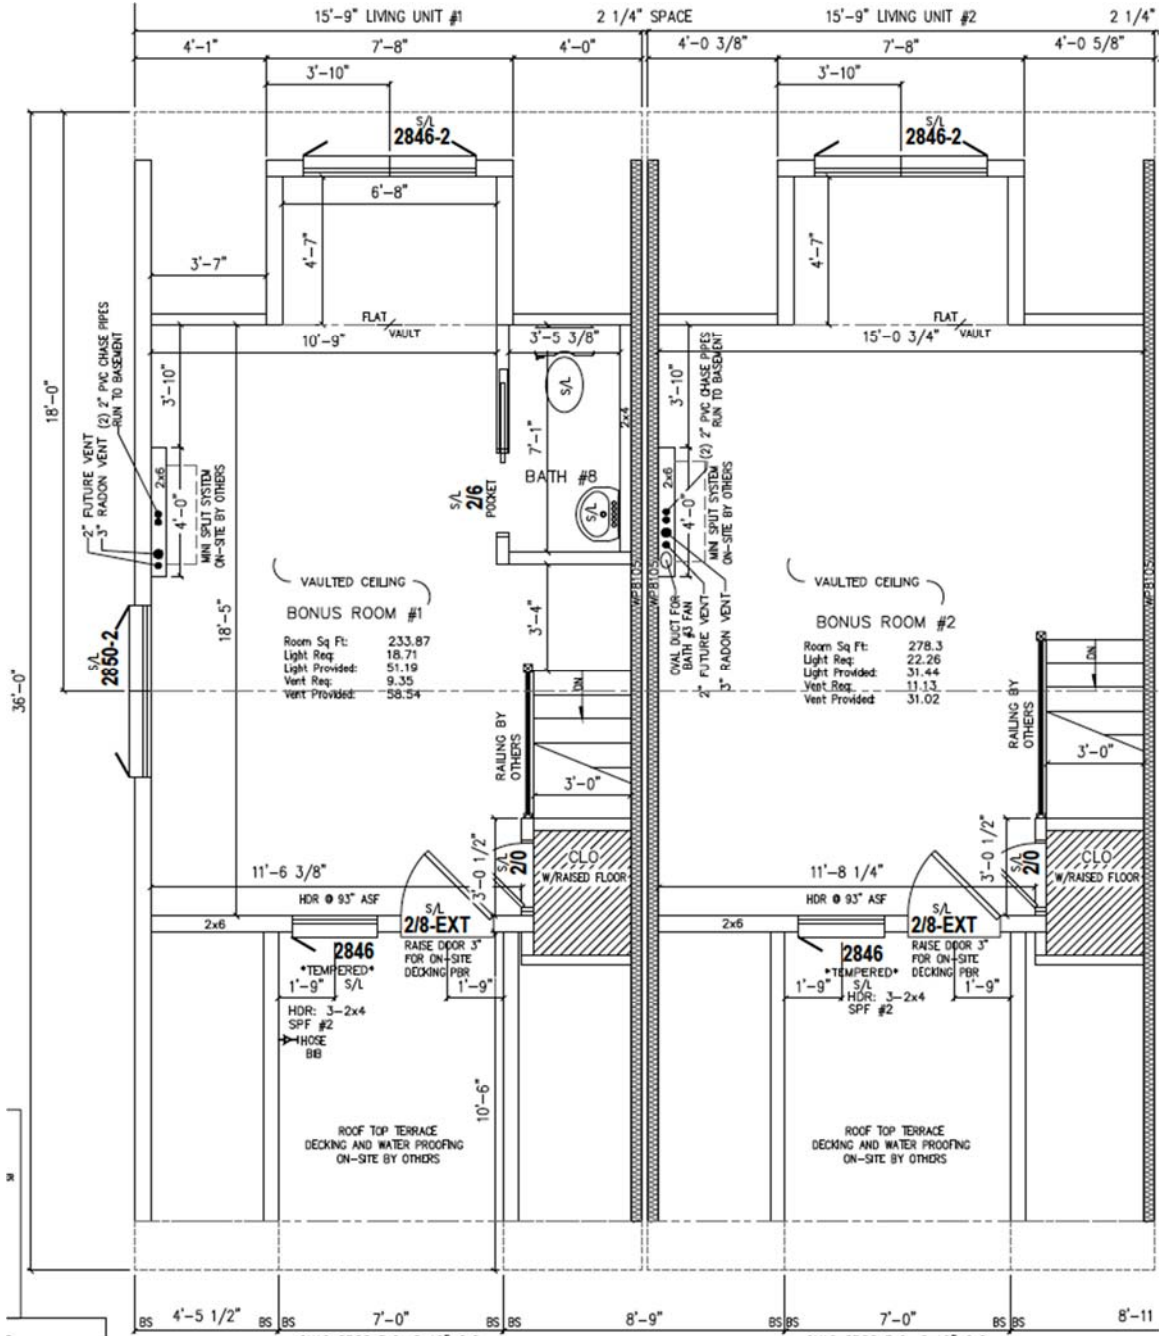 15'-9" LIVING UNIT #1
2 1/4" SPACE
15'-9" LIVING UNIT #2
2 1/4"
4'-1"
7'-8"
4'-0"
4'-0 3/8"
7'-8"
4'-0 5/8"
3'-10"
3'-10"
S/L
2846-2
S/L
2846-2
6'-8"
4'-7"
4'-7"
3'-7"
FLAT
VAULT
FLAT
VAULT
10'-9"
3'-5 3/8"
15'-0 3/4"
18'-0"
36'-0"
2" FUTURE VENT
3" RADON VENT
(2) 2" PVC CHASE PIPES
RUN TO BASEMENT
3'-10"
2x6
4'-0"
MINI SPLIT SYSTEM
ON-SITE BY OTHERS
18'-5"
S/L
7'-1"
2x4
BATH #8
S/L
S/L
2/6
POCKET
3'-10"
(2) 2" PVC CHASE PIPES
RUN TO BASEMENT
2x6
4'-0"
MINI SPLIT SYSTEM
ON-SITE BY OTHERS
WPB105
WPB105
WPB105
OVAL DUCT FOR
BATH #3 FAN
2" FUTURE VENT
3" RADON VENT
VAULTED CEILING
BONUS ROOM #1
Room Sq Ft: 233.87
Light Req: 18.71
Light Provided: 51.19
Vent Req: 9.35
Vent Provided: 58.54
VAULTED CEILING
BONUS ROOM #2
Room Sq Ft: 278.3
Light Req: 22.26
Light Provided: 31.44
Vent Req: 11.13
Vent Provided: 31.02
S/L
2850-2
3'-4"
DN
RAILING BY
OTHERS
3'-0"
DN
RAILING BY
OTHERS
3'-0"
11'-6 3/8"
3'-0 1/2"
S/L
2/0
CLO
W/RAISED FLOOR
11'-8 1/4"
3'-0 1/2"
S/L
2/0
CLO
W/RAISED FLOOR
HDR @ 93" ASF
HDR @ 93" ASF
2x6
S/L
2/8-EXT
RAISE DOOR 3"
FOR ON-SITE
DECKING PBR
2x6
S/L
2/8-EXT
RAISE DOOR 3"
FOR ON-SITE
DECKING PBR
2846
*TEMPERED*
S/L
1'-9"
1'-9"
HDR: 3-2x4
SPF #2
HOSE
BIB
2846
*TEMPERED*
S/L
1'-9"
1'-9"
HDR: 3-2x4
SPF #2
10'-6"
ROOF TOP TERRACE
DECKING AND WATER PROOFING
ON-SITE BY OTHERS
ROOF TOP TERRACE
DECKING AND WATER PROOFING
ON-SITE BY OTHERS
BS 4'-5 1/2" BS BS 7'-0" BS BS 8'-9" BS BS 7'-0" BS BS 8'-11